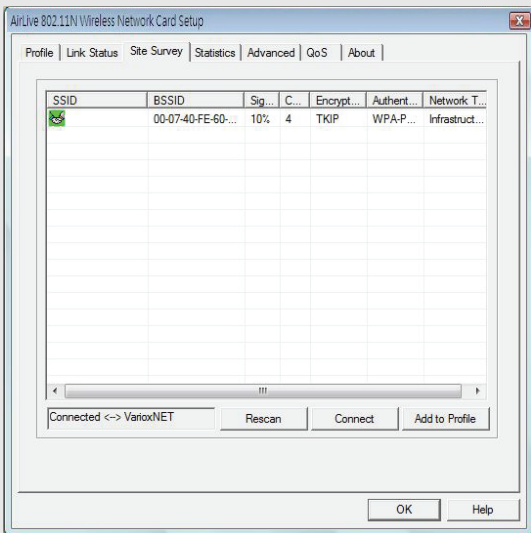 AirLive 802.11N Wireless Network Card Setup
Profile Link Status Site Survey Statistics Advanced QoS About
SSID BSSID Sig... C... Encrypt... Authent... Network T...
00-07-40-FE-60-... 10% 4 TKIP WPA-P... Infrastruct...
Connected <--> VarioxNET Rescan Connect Add to Profile
OK Help